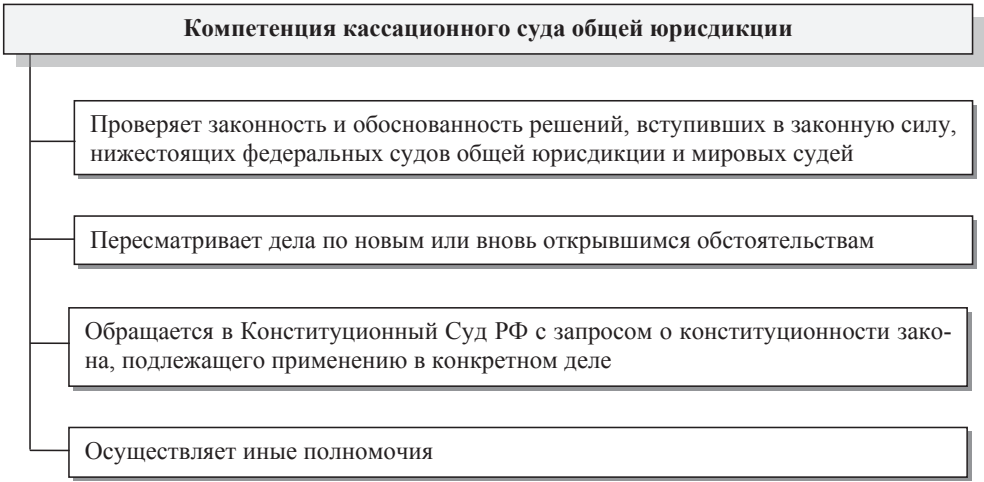 Компетенция кассационного суда общей юрисдикции
Проверяет законность и обоснованность решений, вступивших в законную силу,
нижестоящих федеральных судов общей юрисдикции и мировых судей
Пересматривает дела по новым или вновь открывшимся обстоятельствам
Обращается в Конституционный Суд РФ с запросом о конституционности зако-
на, подлежащего применению в конкретном деле
Осуществляет иные полномочия